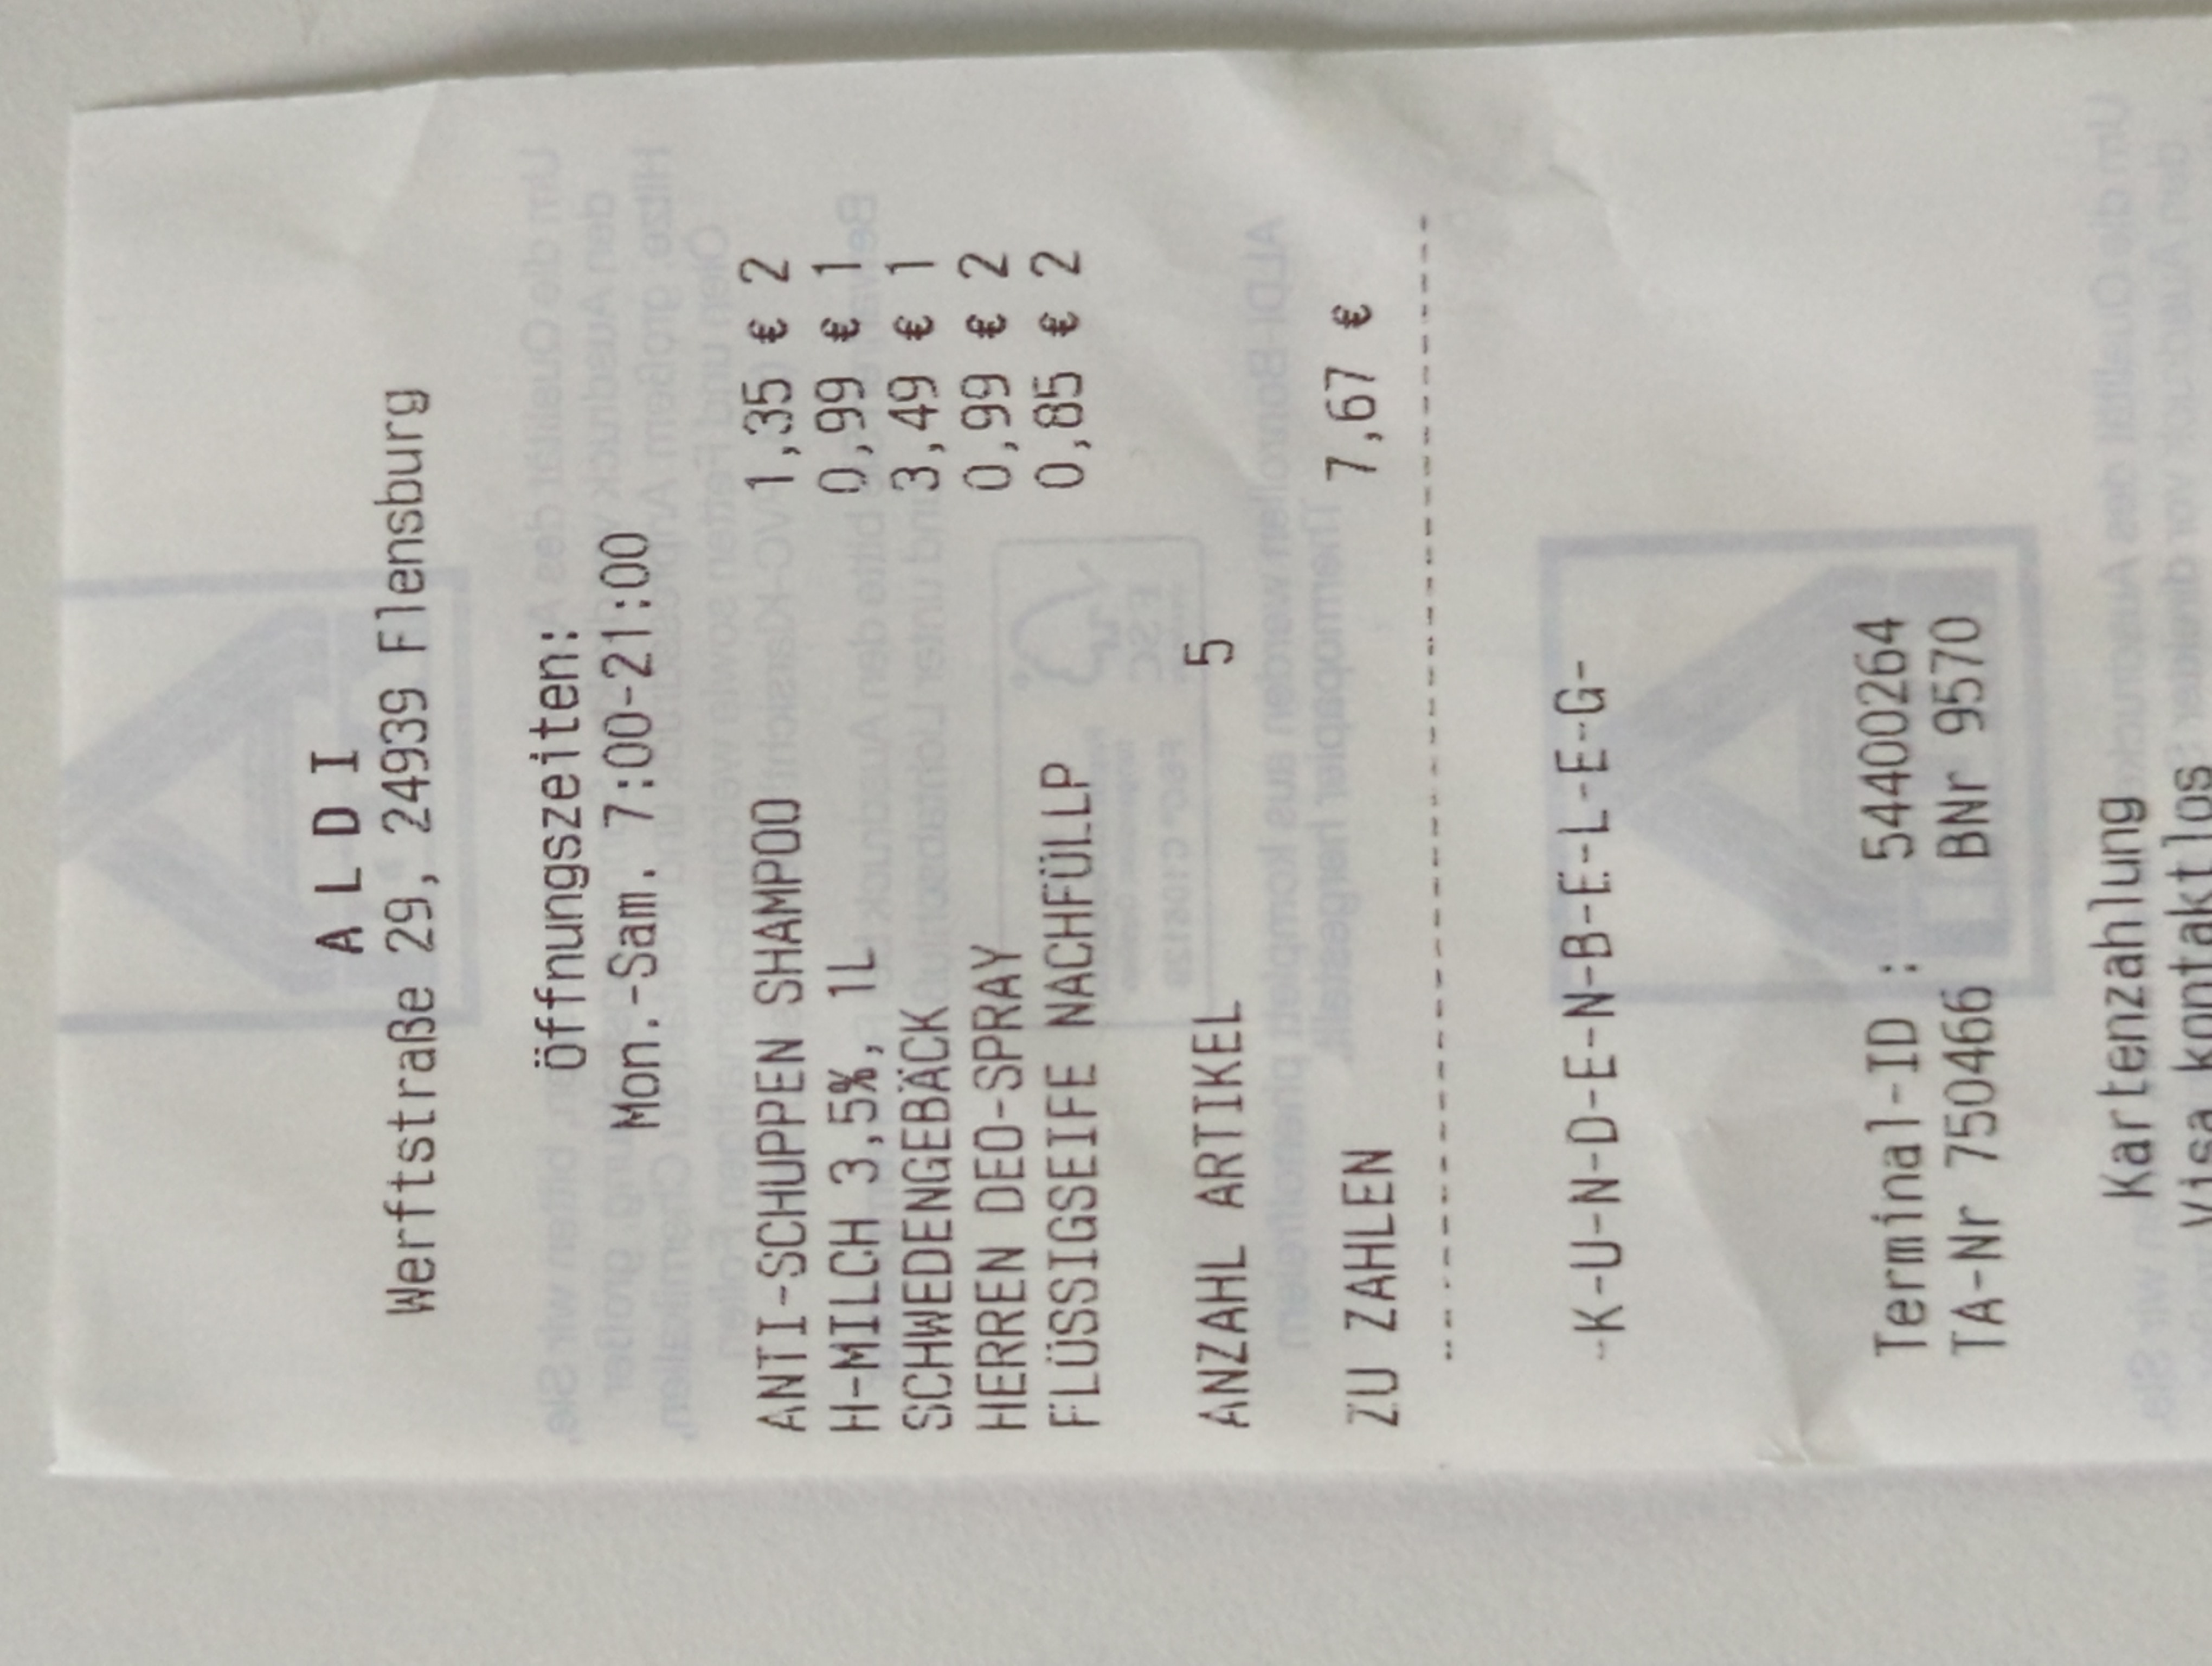 A L D I
Werftstraße 29, 24939 Flensburg
Öffnungszeiten:
Mon.-Sam. 7:00-21:00
ANTI-SCHUPPEN SHAMPOO 1,35 € 2
H-MILCH 3,5%, 1L 0,99 € 1
SCHWEDENGEBÄCK 3,49 € 1
HERREN DEO-SPRAY 0,99 € 2
FLÜSSIGSEIFE NACHFÜLLP 0,85 € 2
ANZAHL ARTIKEL 5
ZU ZAHLEN 7,67 €
-K-U-N-D-E-N-B-E-L-E-G-
Terminal-ID : 54400264
TA-Nr 750466 BNr 9570
Kartenzahlung
Visa kontaktlos